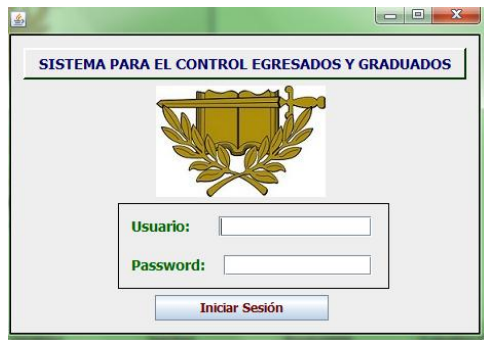 SISTEMA PARA EL CONTROL EGRESADOS Y GRADUADOS
Usuario:
Password:
Iniciar Sesión